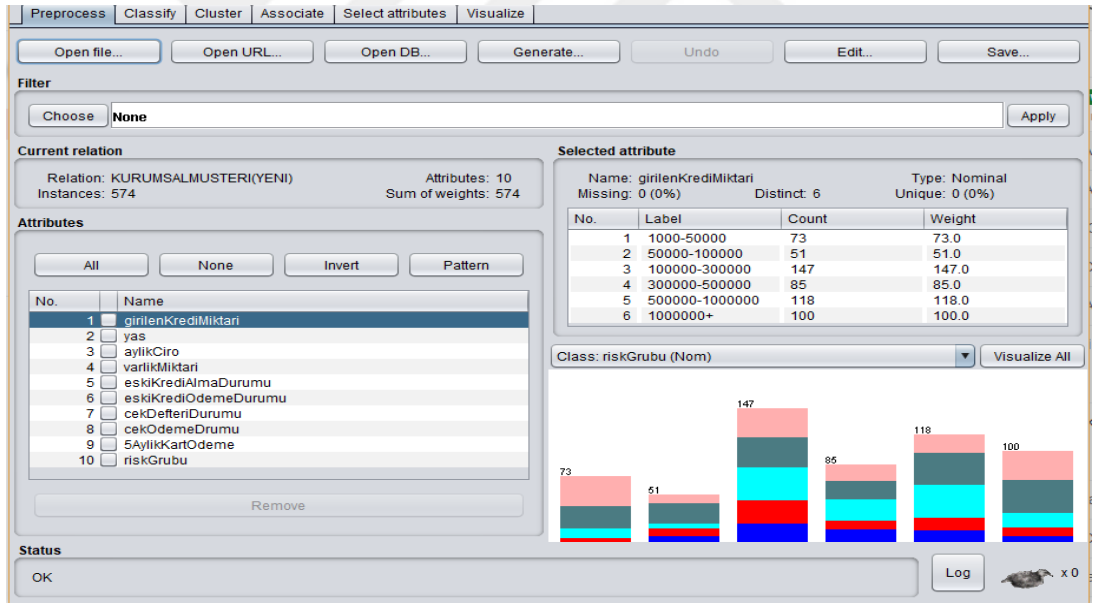 Preprocess Classify Cluster Associate Select attributes Visualize
Open file... Open URL... Open DB... Generate... Undo Edit... Save...
Filter
Choose None Apply
Current relation
Relation: KURUMSALMUSTERI(YENI) Attributes: 10
Instances: 574 Sum of weights: 574
Attributes
All None Invert Pattern
No. Name
1 girilenKrediMiktari
2 yas
3 aylikCiro
4 varlikMiktari
5 eskiKrediAlmaDurumu
6 eskiKrediOdemeDurumu
7 cekDefteriDurumu
8 cekOdemeDrumu
9 5AylikKartOdeme
10 riskGrubu
Remove
Selected attribute
Name: girilenKrediMiktari Type: Nominal
Missing: 0 (0%) Distinct: 6 Unique: 0 (0%)
No. Label Count Weight
1 1000-50000 73 73.0
2 50000-100000 51 51.0
3 100000-300000 147 147.0
4 300000-500000 85 85.0
5 500000-1000000 118 118.0
6 1000000+ 100 100.0
Class: riskGrubu (Nom) Visualize All
73 51 147 85 118 100
Status
OK Log x 0